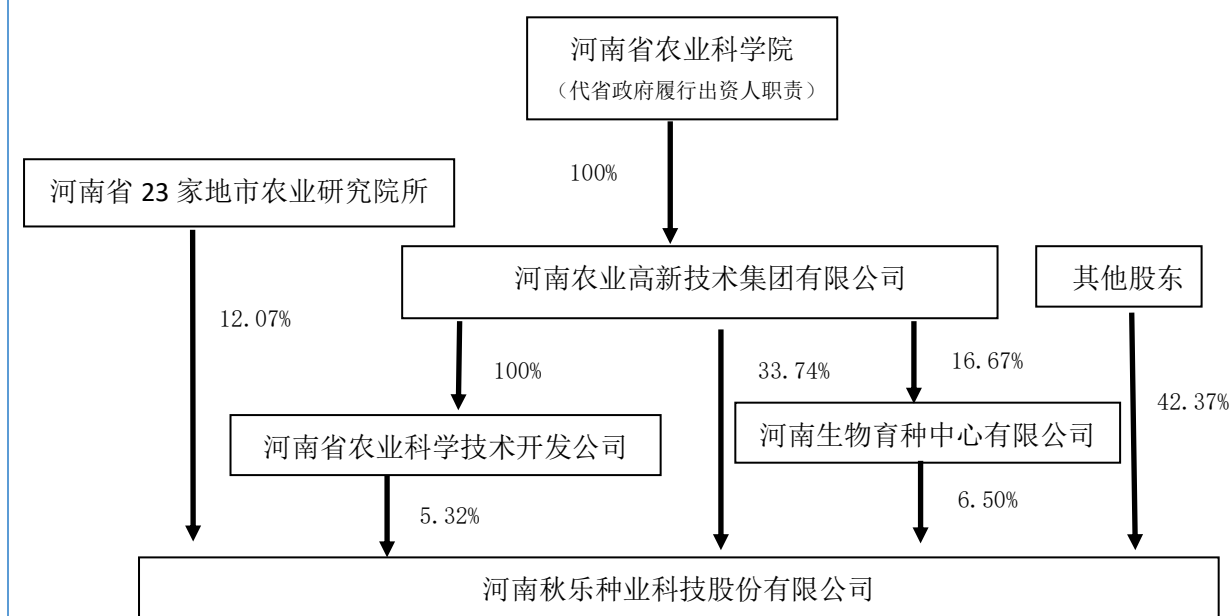 河南省农业科学院
（代省政府履行出资人职责）
100%
河南省 23 家地市农业研究院所
河南农业高新技术集团有限公司
其他股东
12.07%
100%
33.74%
16.67%
42.37%
河南省农业科学技术开发公司
河南生物育种中心有限公司
5.32%
6.50%
河南秋乐种业科技股份有限公司